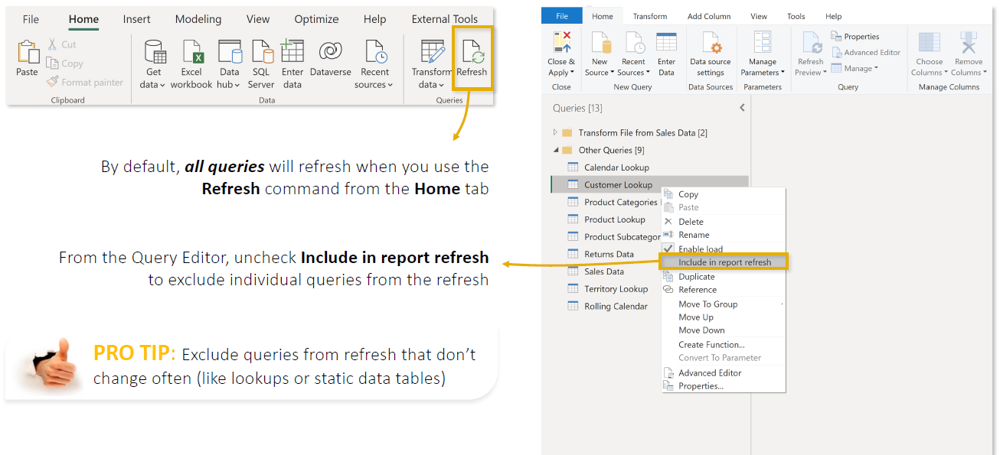 File Home Insert Modeling View Optimize Help External Tools
Paste
Cut
Copy
Format painter
Clipboard
Get data
Excel workbook
Data hub
SQL Server
Enter data
Dataverse
Recent sources
Data
Transform data
Refresh
Queries
By default, all queries will refresh when you use the
Refresh command from the Home tab
From the Query Editor, uncheck Include in report refresh
to exclude individual queries from the refresh
PRO TIP: Exclude queries from refresh that don’t
change often (like lookups or static data tables)
File Home Transform Add Column View Tools Help
Close & Apply
Close
New Source
Recent Sources
Enter Data
New Query
Data source settings
Data Sources
Manage Parameters
Parameters
Refresh Preview
Properties
Advanced Editor
Manage
Query
Choose Columns
Remove Columns
Manage Columns
Queries [13]
Transform File from Sales Data [2]
Other Queries [9]
Calendar Lookup
Customer Lookup
Product Categories
Product Lookup
Product Subcategor
Returns Data
Sales Data
Territory Lookup
Rolling Calendar
Copy
Paste
Delete
Rename
Enable load
Include in report refresh
Duplicate
Reference
Move To Group
Move Up
Move Down
Create Function...
Convert To Parameter
Advanced Editor
Properties...